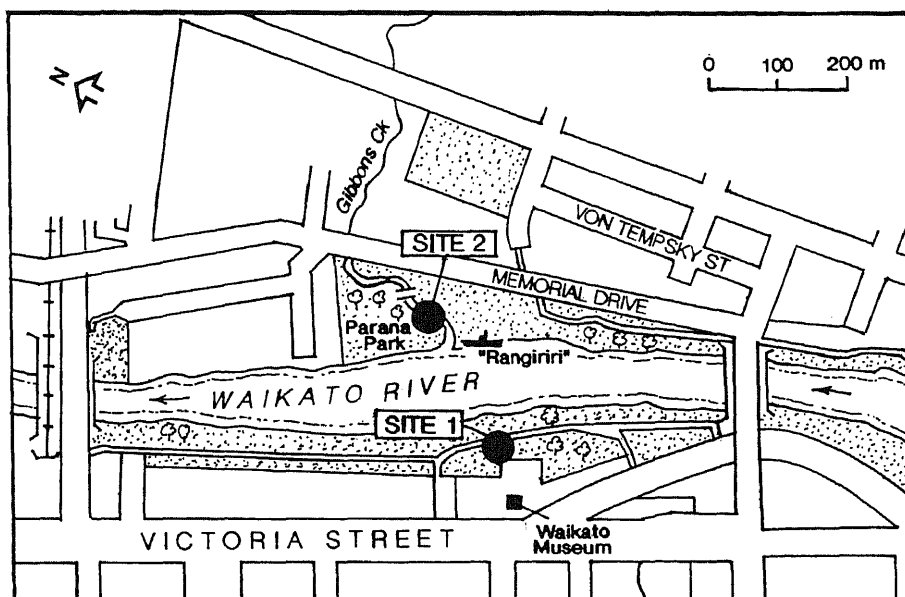 N
0 100 200 m
Gibbons Ck
SITE 2
VON TEMPSKY ST
MEMORIAL DRIVE
Parana
Park
"Rangiriri"
WAIKATO RIVER
SITE 1
Waikato
Museum
VICTORIA STREET